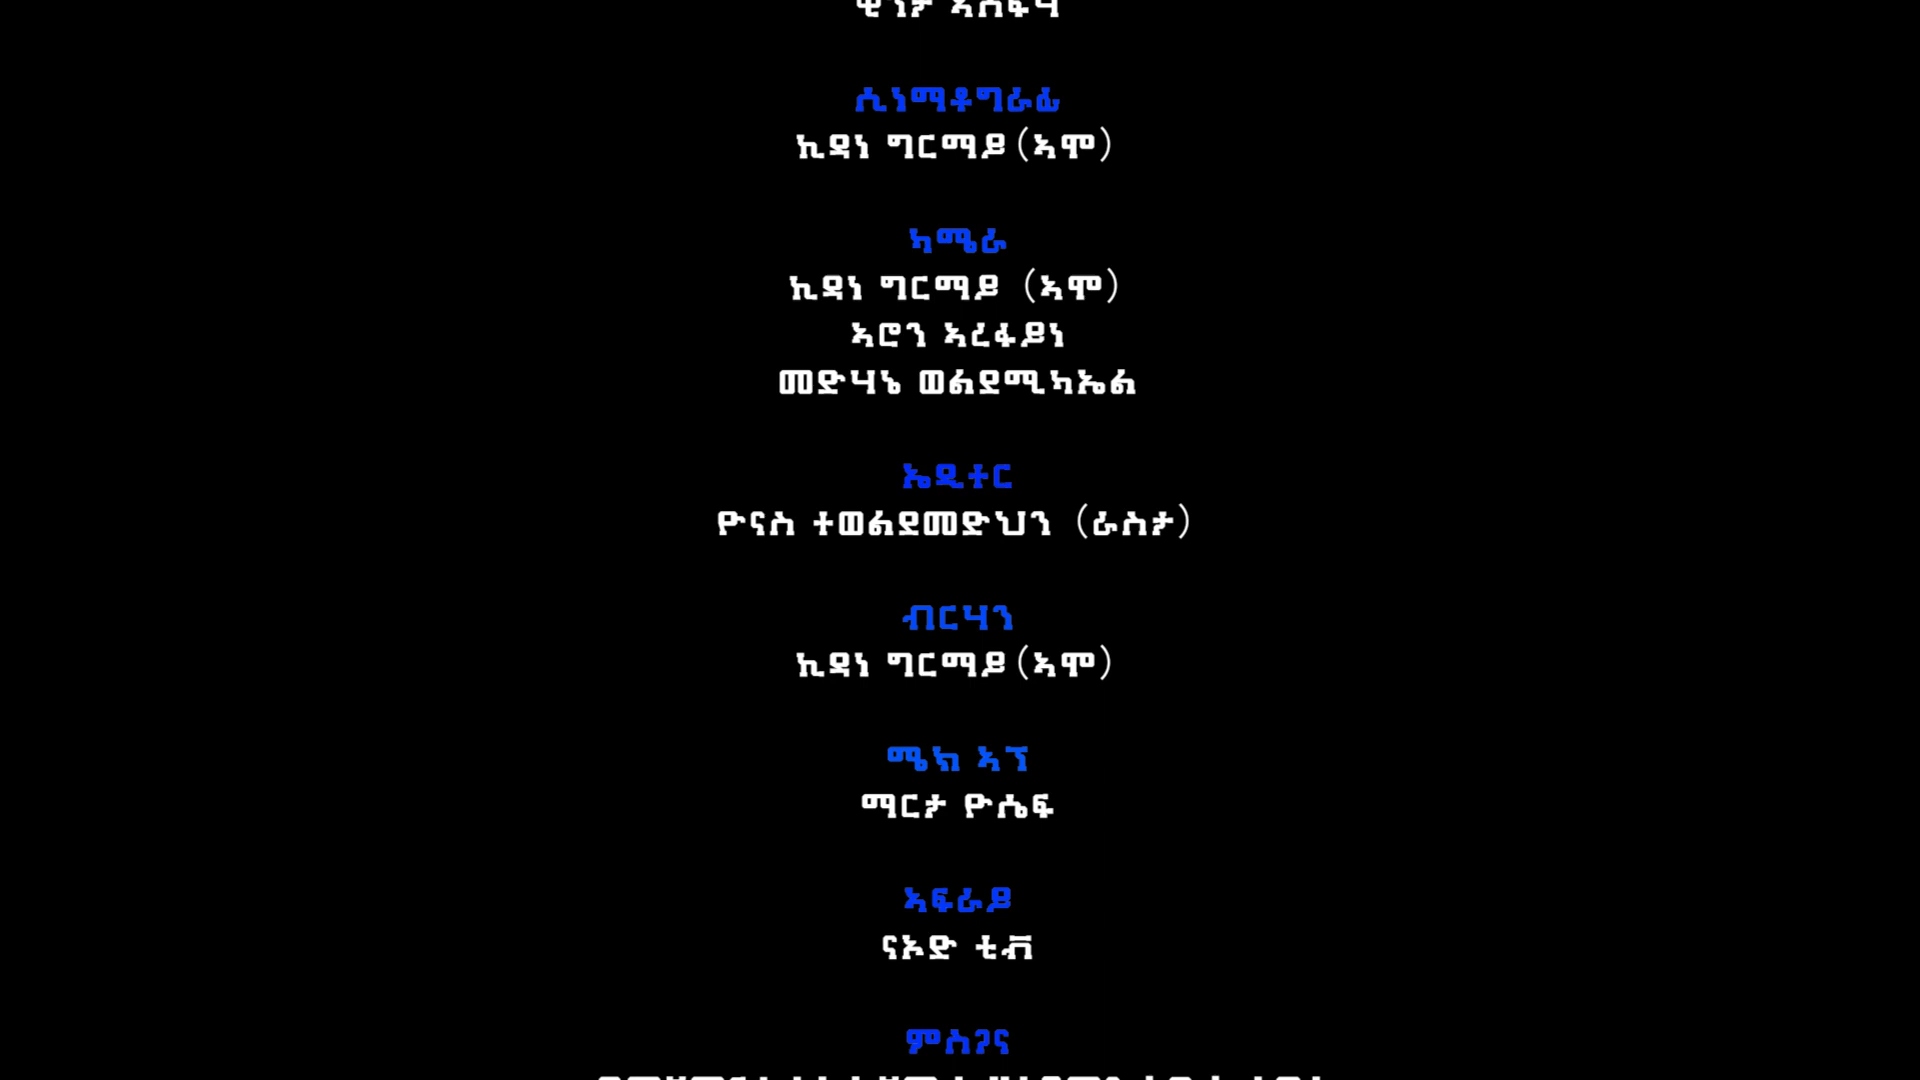 ሲነማቶግራፊ
ኪዳነ ግርማይ(ኣሞ)
ካሜራ
ኪዳነ ግርማይ (ኣሞ)
ኣሮን ኣረፋይነ
መድሃኔ ወልደሚካኤል
ኤዲተር
ዮናስ ተወልደመድህን (ራስታ)
ብርሃን
ኪዳነ ግርማይ(ኣሞ)
ሜክ ኣፕ
ማርታ ዮሴፍ
ኣፍራይ
ናኦድ ቲቭ
ምስጋና